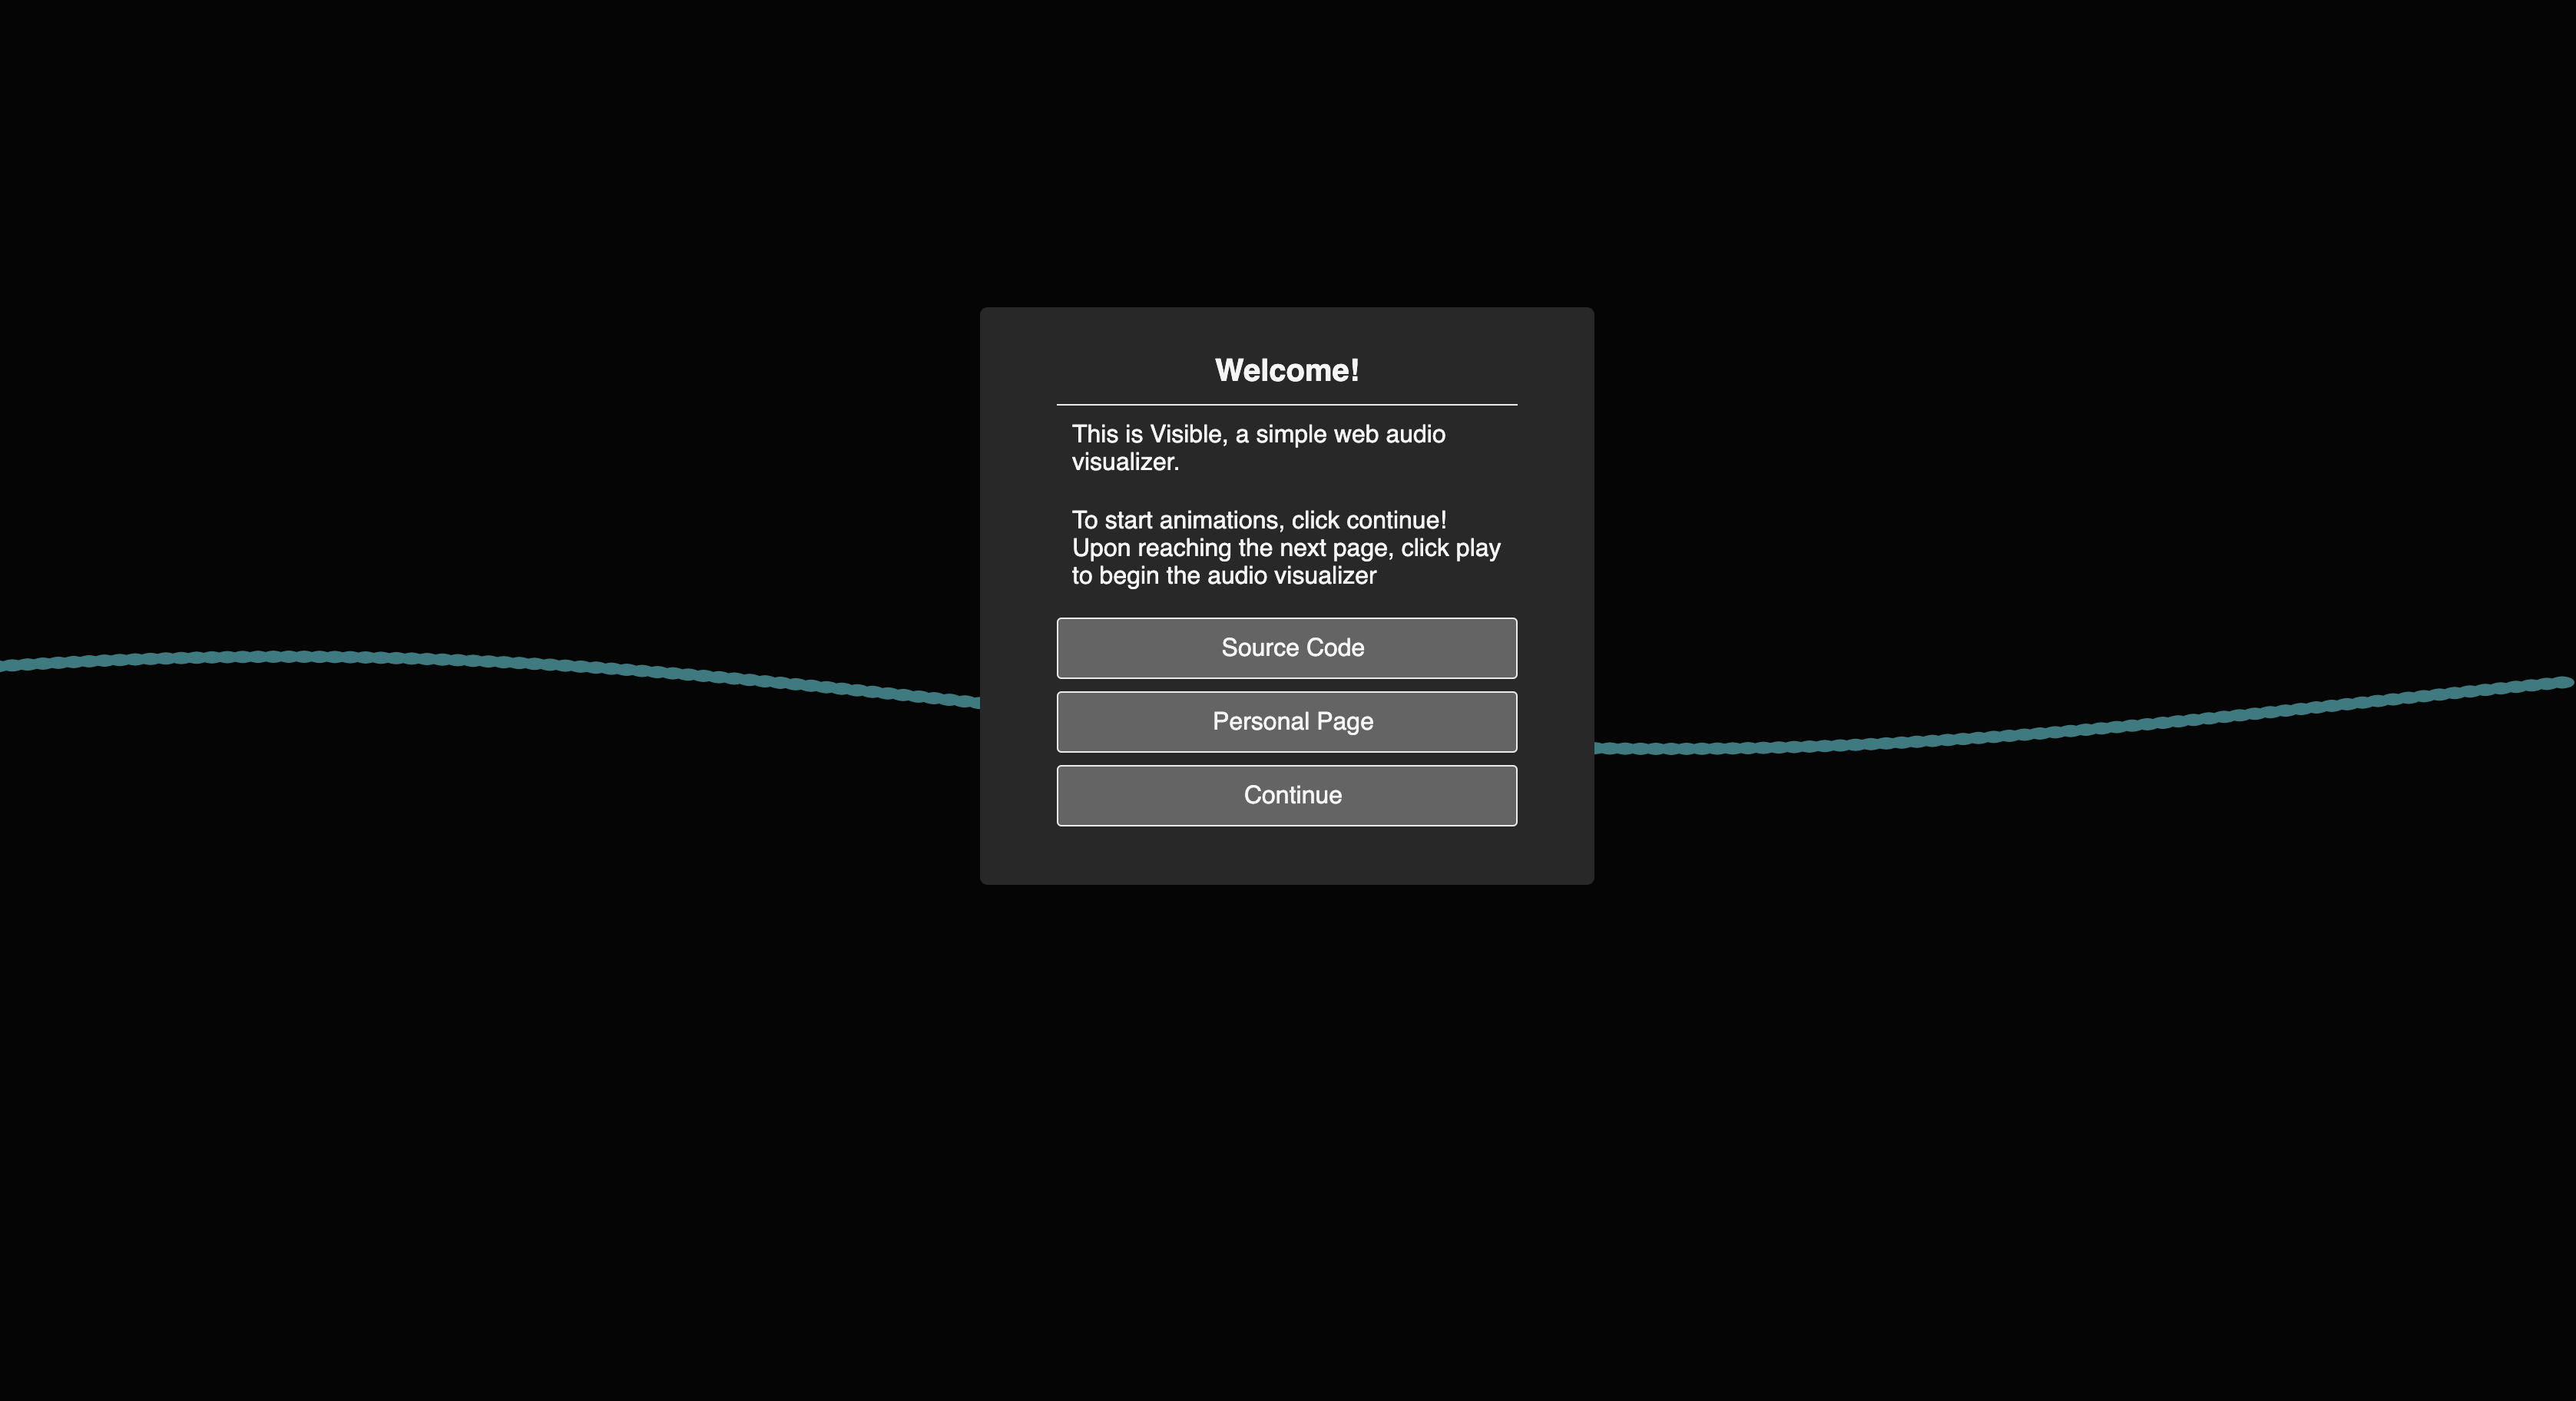 Welcome!
This is Visible, a simple web audio
visualizer.
To start animations, click continue!
Upon reaching the next page, click play
to begin the audio visualizer
Source Code
Personal Page
Continue